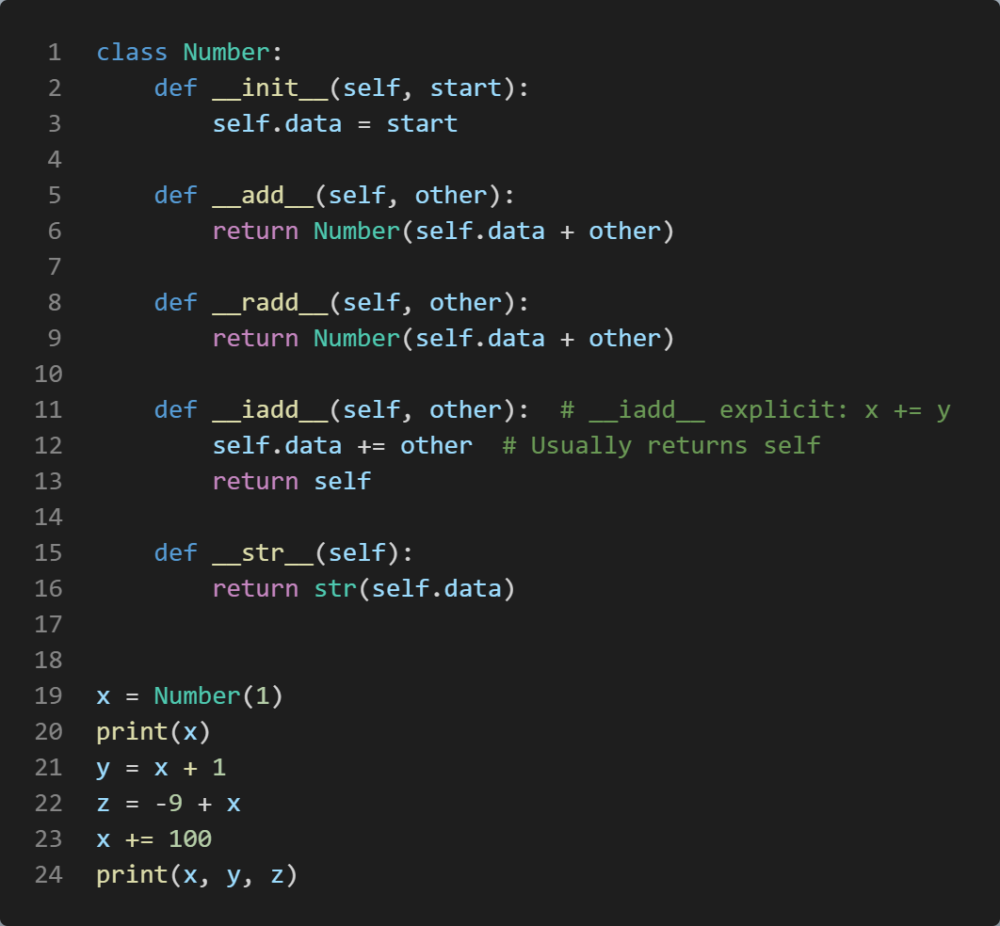 1 class Number:
2     def __init__(self, start):
3         self.data = start
4
5     def __add__(self, other):
6         return Number(self.data + other)
7
8     def __radd__(self, other):
9         return Number(self.data + other)
10
11     def __iadd__(self, other):  # __iadd__ explicit: x += y
12         self.data += other  # Usually returns self
13         return self
14
15     def __str__(self):
16         return str(self.data)
17
18
19 x = Number(1)
20 print(x)
21 y = x + 1
22 z = -9 + x
23 x += 100
24 print(x, y, z)